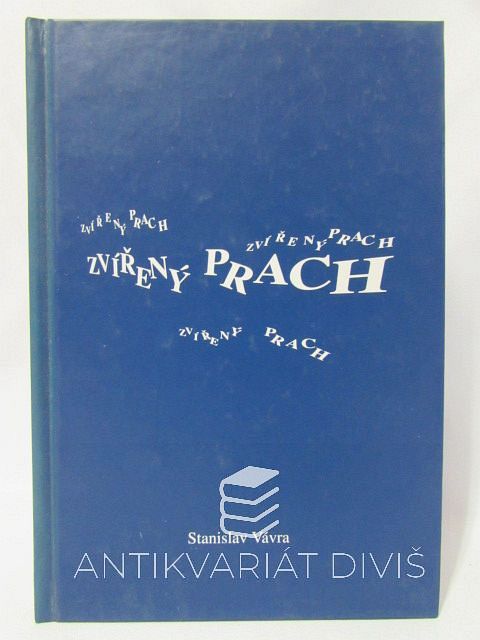 ZVÍŘENÝ PRACH
ZVÍŘENÝ PRACH
ZVÍŘENÝ PRACH
ZVÍŘENÝ PRACH
Stanislav Vávra
ANTIKVARIÁT DIVIŠ